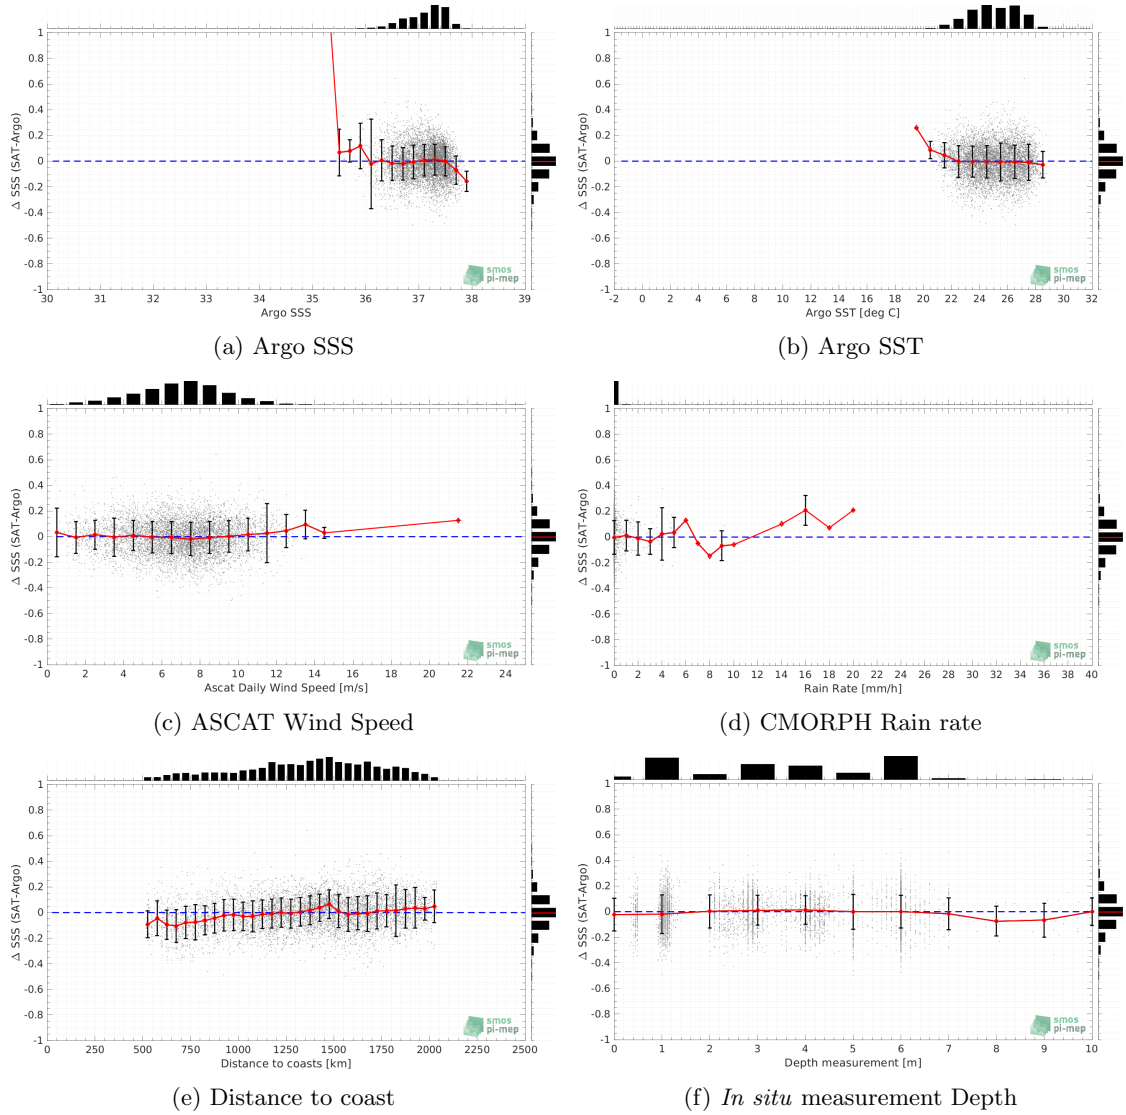 1
0.8
0.6
0.4
0.2
0
-0.2
-0.4
-0.6
-0.8
-1
Δ SSS (SAT-Argo)
30 31 32 33 34 35 36 37 38 39
Argo SSS
smos
pi-mep
(a) Argo SSS
1
0.8
0.6
0.4
0.2
0
-0.2
-0.4
-0.6
-0.8
-1
Δ SSS (SAT-Argo)
-2 0 2 4 6 8 10 12 14 16 18 20 22 24 26 28 30 32
Argo SST [deg C]
smos
pi-mep
(b) Argo SST
1
0.8
0.6
0.4
0.2
0
-0.2
-0.4
-0.6
-0.8
-1
Δ SSS (SAT-Argo)
0 2 4 6 8 10 12 14 16 18 20 22 24
Ascat Daily Wind Speed [m/s]
smos
pi-mep
(c) ASCAT Wind Speed
1
0.8
0.6
0.4
0.2
0
-0.2
-0.4
-0.6
-0.8
-1
Δ SSS (SAT-Argo)
0 2 4 6 8 10 12 14 16 18 20 22 24 26 28 30 32 34 36 38 40
Rain Rate [mm/h]
smos
pi-mep
(d) CMORPH Rain rate
1
0.8
0.6
0.4
0.2
0
-0.2
-0.4
-0.6
-0.8
-1
Δ SSS (SAT-Argo)
0 250 500 750 1000 1250 1500 1750 2000 2250 2500
Distance to coasts [km]
smos
pi-mep
(e) Distance to coast
1
0.8
0.6
0.4
0.2
0
-0.2
-0.4
-0.6
-0.8
-1
Δ SSS (SAT-Argo)
0 1 2 3 4 5 6 7 8 9 10
Depth measurement [m]
smos
pi-mep
(f) In situ measurement Depth